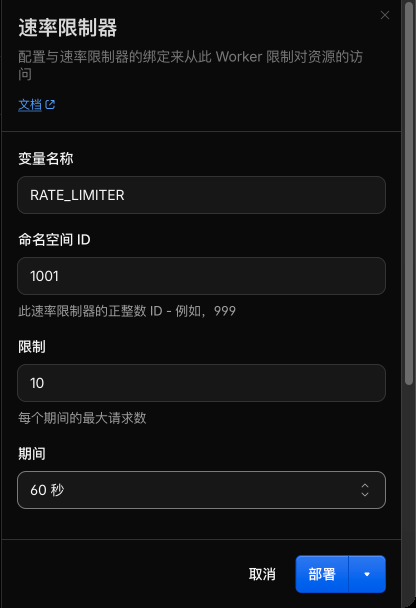 速率限制器
配置与速率限制器的绑定来从此 Worker 限制对资源的访
问
文档
变量名称
RATE_LIMITER
命名空间 ID
1001
此速率限制器的正整数 ID - 例如，999
限制
10
每个期间的最大请求数
期间
60 秒
取消 部署